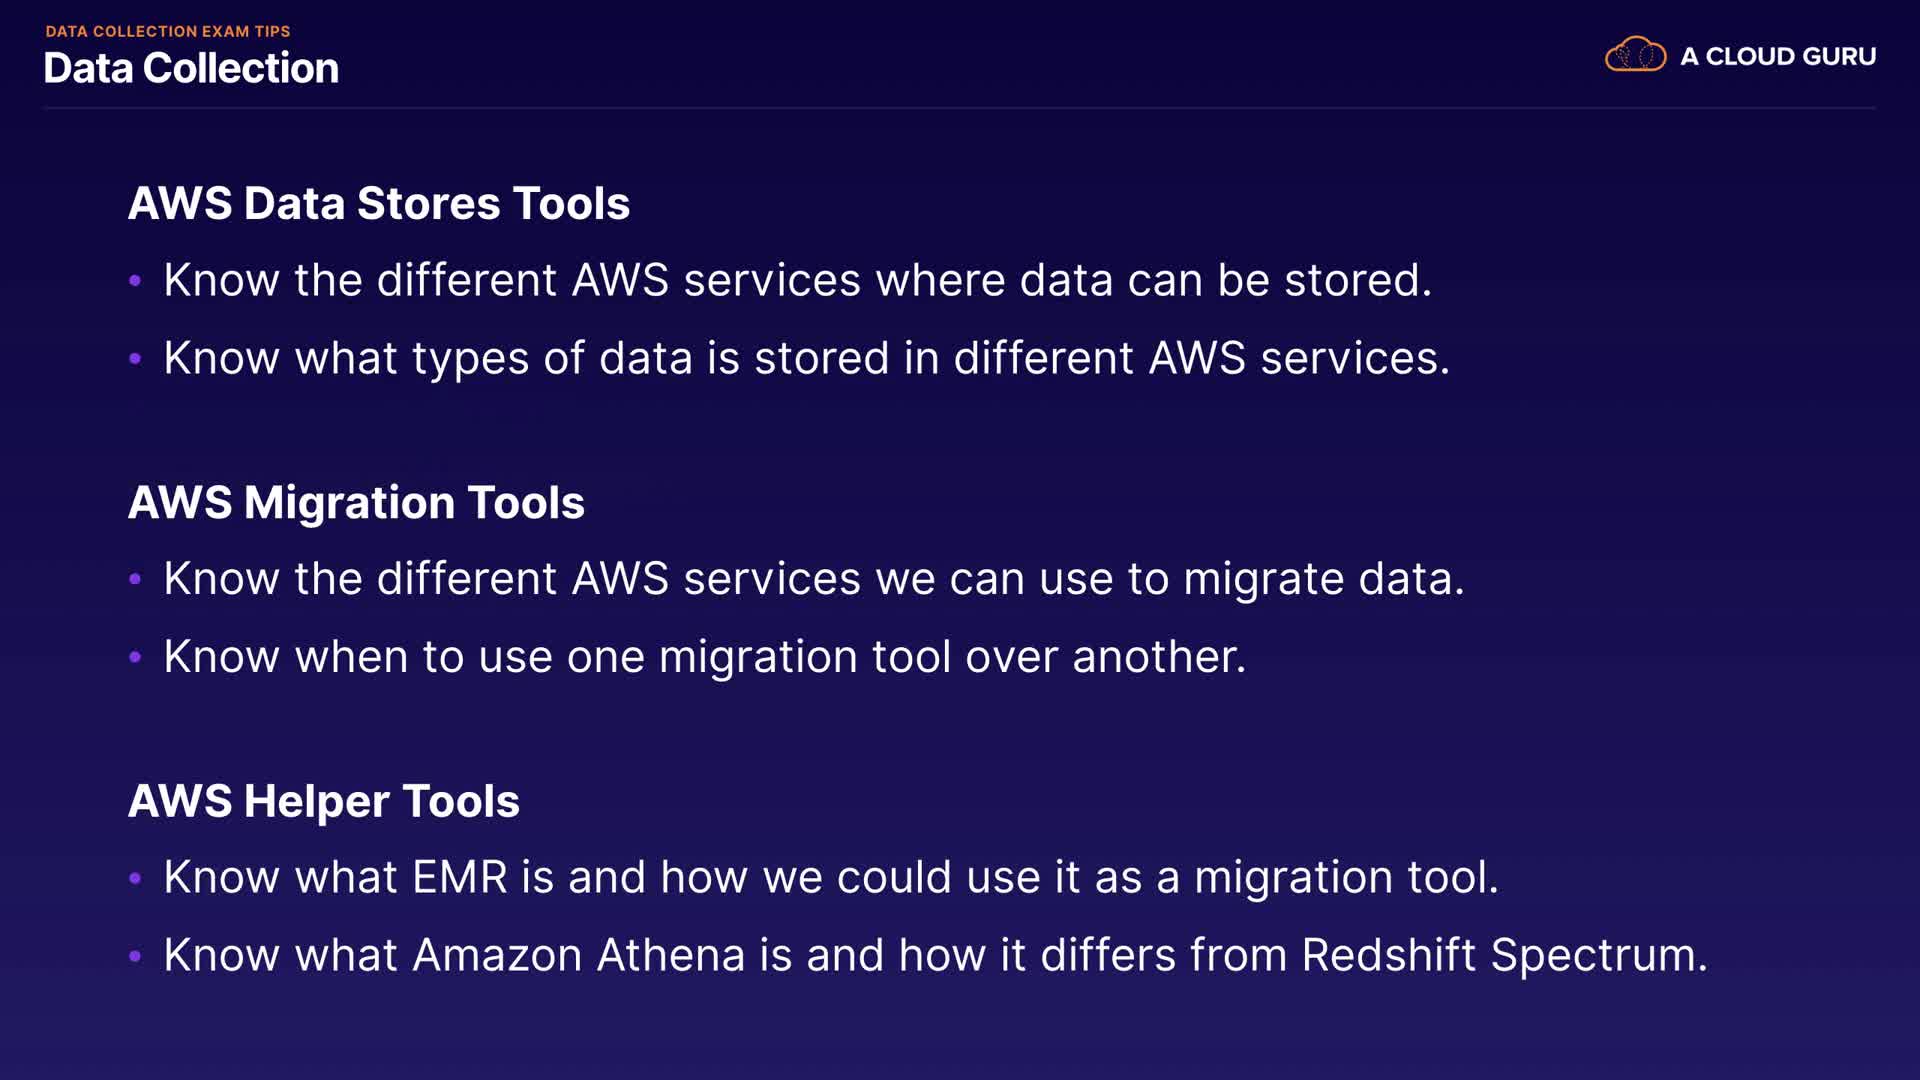 DATA COLLECTION EXAM TIPS
Data Collection
A CLOUD GURU
AWS Data Stores Tools
• Know the different AWS services where data can be stored.
• Know what types of data is stored in different AWS services.
AWS Migration Tools
• Know the different AWS services we can use to migrate data.
• Know when to use one migration tool over another.
AWS Helper Tools
• Know what EMR is and how we could use it as a migration tool.
• Know what Amazon Athena is and how it differs from Redshift Spectrum.